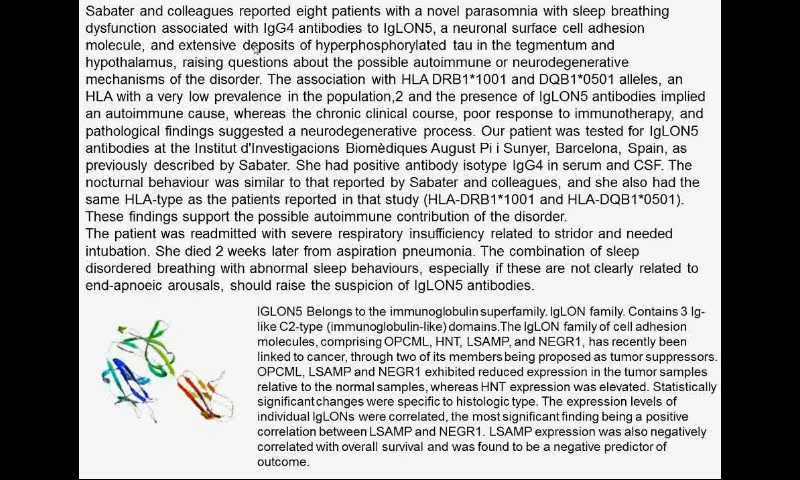 Sabater and colleagues reported eight patients with a novel parasomnia with sleep breathing
dysfunction associated with IgG4 antibodies to IgLON5, a neuronal surface cell adhesion
molecule, and extensive deposits of hyperphosphorylated tau in the tegmentum and
hypothalamus, raising questions about the possible autoimmune or neurodegenerative
mechanisms of the disorder. The association with HLA DRB1*1001 and DQB1*0501 alleles, an
HLA with a very low prevalence in the population,2 and the presence of IgLON5 antibodies implied
an autoimmune cause, whereas the chronic clinical course, poor response to immunotherapy, and
pathological findings suggested a neurodegenerative process. Our patient was tested for IgLON5
antibodies at the Institut d'Investigacions Biomèdiques August Pi i Sunyer, Barcelona, Spain, as
previously described by Sabater. She had positive antibody isotype IgG4 in serum and CSF. The
nocturnal behaviour was similar to that reported by Sabater and colleagues, and she also had the
same HLA-type as the patients reported in that study (HLA-DRB1*1001 and HLA-DQB1*0501).
These findings support the possible autoimmune contribution of the disorder.
The patient was readmitted with severe respiratory insufficiency related to stridor and needed
intubation. She died 2 weeks later from aspiration pneumonia. The combination of sleep
disordered breathing with abnormal sleep behaviours, especially if these are not clearly related to
end-apnoeic arousals, should raise the suspicion of IgLON5 antibodies.
IGLON5 Belongs to the immunoglobulin superfamily. IgLON family. Contains 3 Ig-
like C2-type (immunoglobulin-like) domains.The IgLON family of cell adhesion
molecules, comprising OPCML, HNT, LSAMP, and NEGR1, has recently been
linked to cancer, through two of its members being proposed as tumor suppressors.
OPCML, LSAMP and NEGR1 exhibited reduced expression in the tumor samples
relative to the normal samples, whereas HNT expression was elevated. Statistically
significant changes were specific to histologic type. The expression levels of
individual IgLONs were correlated, the most significant finding being a positive
correlation between LSAMP and NEGR1. LSAMP expression was also negatively
correlated with overall survival and was found to be a negative predictor of
outcome.